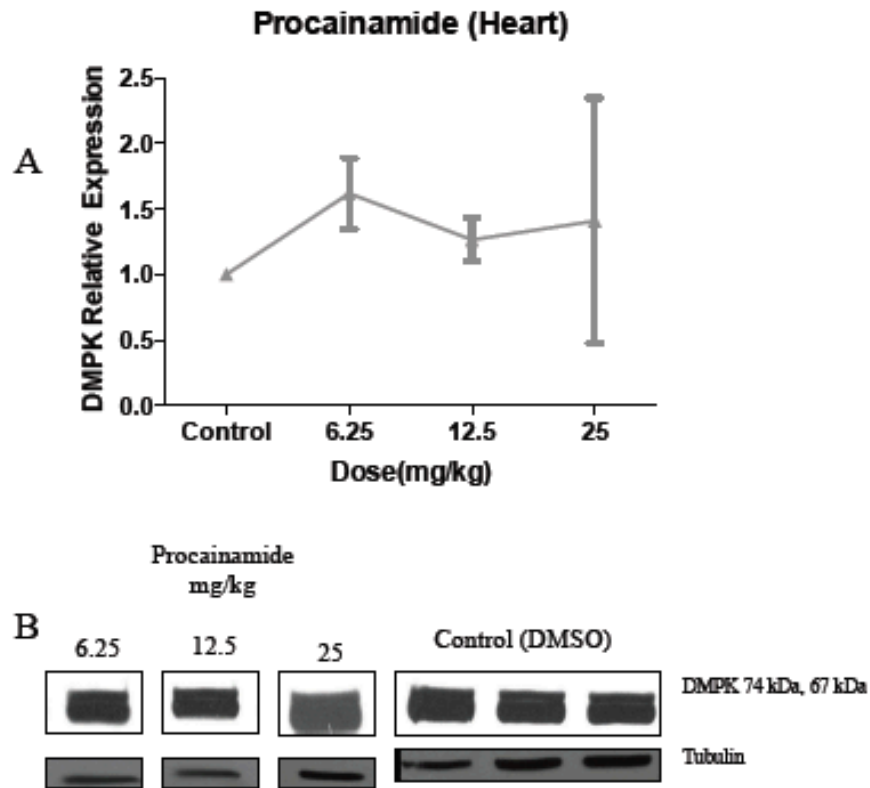 Procainamide (Heart)
A
DMPK Relative Expression
2.5
2.0
1.5
1.0
0.5
0.0
Control 6.25 12.5 25
Dose(mg/kg)
Procainamide
mg/kg
B
6.25 12.5 25 Control (DMSO)
DMPK 74 kDa, 67 kDa
Tubulin